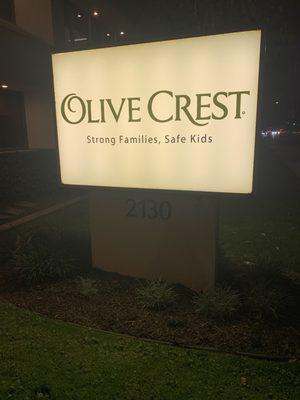 OLIVE CREST®
Strong Families, Safe Kids
2130